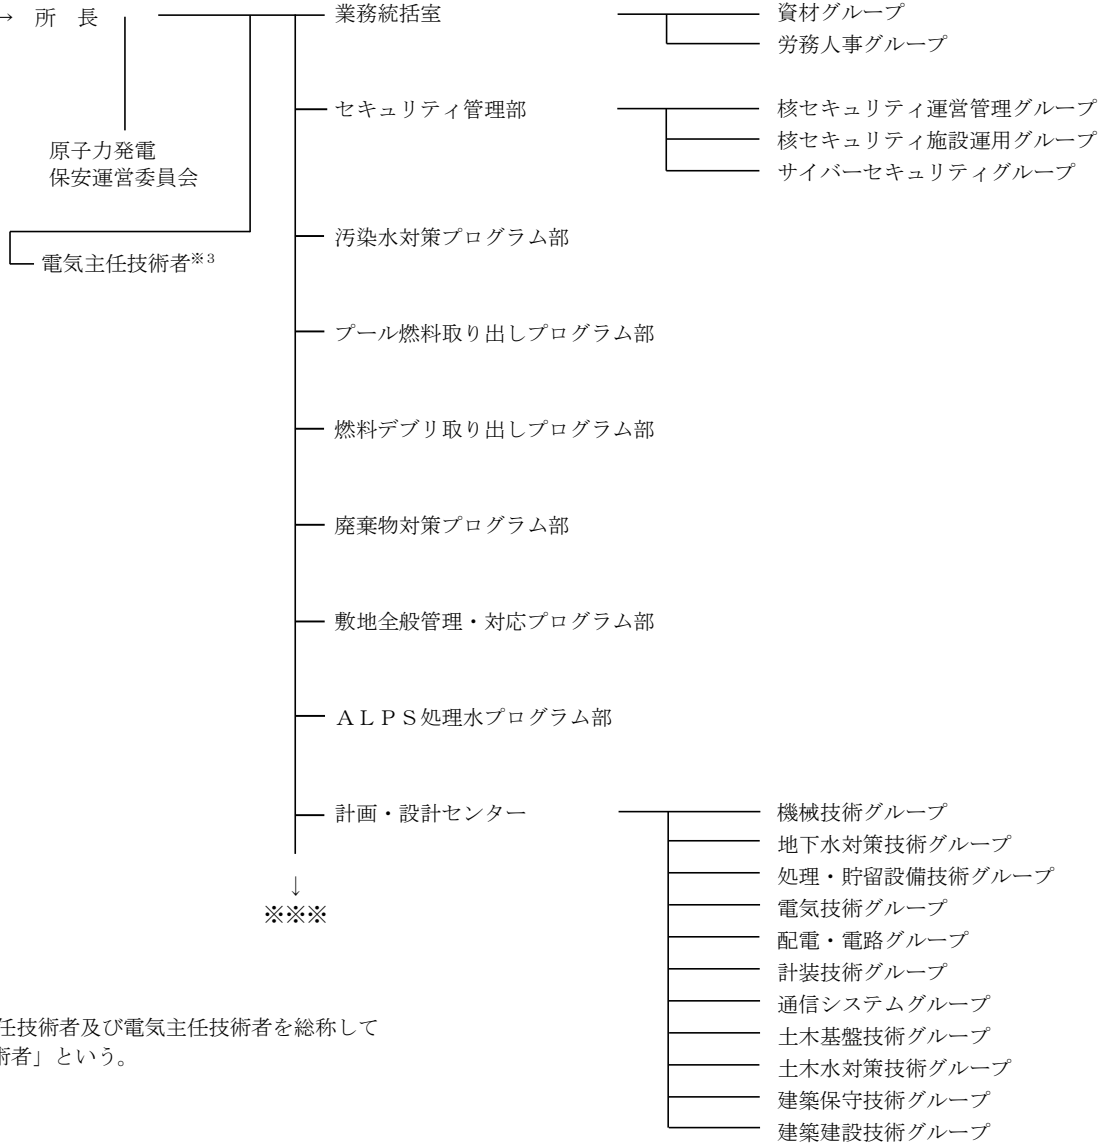 → 所 長
業務統括室
資材グループ
労務人事グループ
セキュリティ管理部
核セキュリティ運営管理グループ
核セキュリティ施設運用グループ
サイバーセキュリティグループ
原子力発電
保安運営委員会
電気主任技術者※3
汚染水対策プログラム部
プール燃料取り出しプログラム部
燃料デブリ取り出しプログラム部
廃棄物対策プログラム部
敷地全般管理・対応プログラム部
ALPS処理水プログラム部
計画・設計センター
機械技術グループ
地下水対策技術グループ
処理・貯留設備技術グループ
電気技術グループ
配電・電路グループ
計装技術グループ
通信システムグループ
土木基盤技術グループ
土木水対策技術グループ
建築保守技術グループ
建築建設技術グループ
↓
※※※
任技術者及び電気主任技術者を総称して
術者」という。